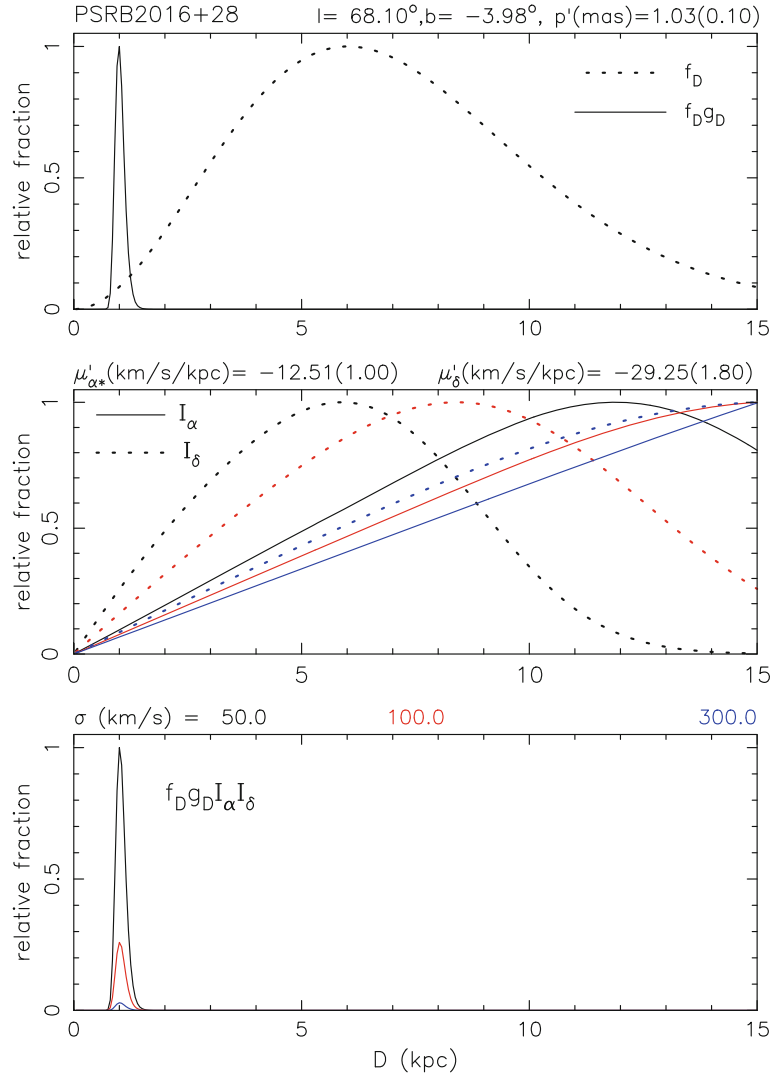 PSRB2016+28 l= 68.10°,b= −3.98°, p'(mas)=1.03(0.10)
f_D
f_Dg_D
relative fraction
0 0.5 1
0 5 10 15
μ'_α*(km/s/kpc)= −12.51(1.00) μ'_δ(km/s/kpc)= −29.25(1.80)
I_α
I_δ
relative fraction
0 0.5 1
0 5 10 15
σ (km/s) = 50.0 100.0 300.0
f_Dg_DI_αI_δ
relative fraction
0 0.5 1
0 5 10 15
D (kpc)